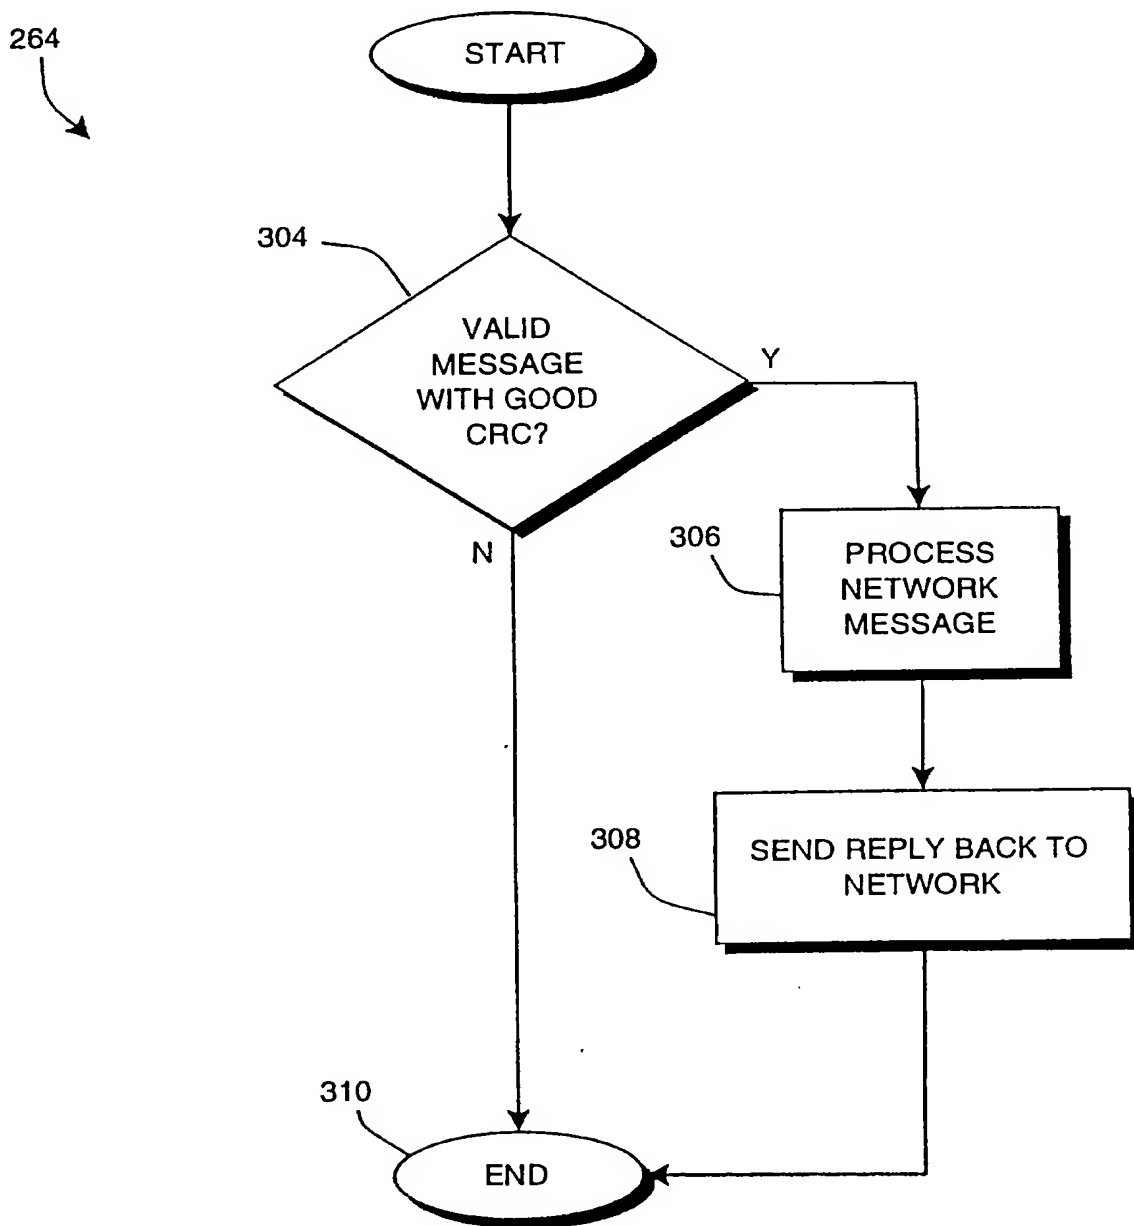 264
START
304
VALID
MESSAGE
WITH GOOD
CRC?
Y
N
306
PROCESS
NETWORK
MESSAGE
308
SEND REPLY BACK TO
NETWORK
310
END